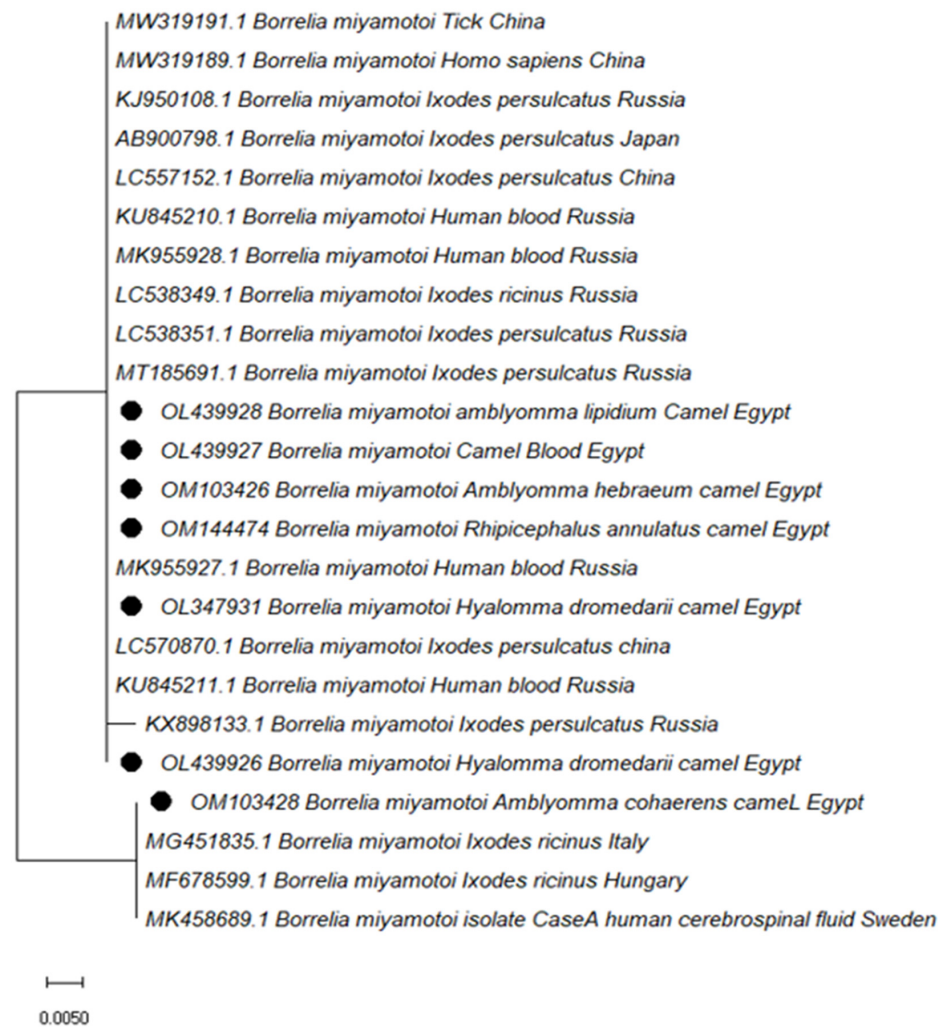 MW319191.1 Borrelia miyamotoi Tick China
MW319189.1 Borrelia miyamotoi Homo sapiens China
KJ950108.1 Borrelia miyamotoi Ixodes persulcatus Russia
AB900798.1 Borrelia miyamotoi Ixodes persulcatus Japan
LC557152.1 Borrelia miyamotoi Ixodes persulcatus China
KU845210.1 Borrelia miyamotoi Human blood Russia
MK955928.1 Borrelia miyamotoi Human blood Russia
LC538349.1 Borrelia miyamotoi Ixodes ricinus Russia
LC538351.1 Borrelia miyamotoi Ixodes persulcatus Russia
MT185691.1 Borrelia miyamotoi Ixodes persulcatus Russia
OL439928 Borrelia miyamotoi amblyomma lipidium Camel Egypt
OL439927 Borrelia miyamotoi Camel Blood Egypt
OM103426 Borrelia miyamotoi Amblyomma hebraeum camel Egypt
OM144474 Borrelia miyamotoi Rhipicephalus annulatus camel Egypt
MK955927.1 Borrelia miyamotoi Human blood Russia
OL347931 Borrelia miyamotoi Hyalomma dromedarii camel Egypt
LC570870.1 Borrelia miyamotoi Ixodes persulcatus china
KU845211.1 Borrelia miyamotoi Human blood Russia
KX898133.1 Borrelia miyamotoi Ixodes persulcatus Russia
OL439926 Borrelia miyamotoi Hyalomma dromedarii camel Egypt
OM103428 Borrelia miyamotoi Amblyomma cohaerens cameL Egypt
MG451835.1 Borrelia miyamotoi Ixodes ricinus Italy
MF678599.1 Borrelia miyamotoi Ixodes ricinus Hungary
MK458689.1 Borrelia miyamotoi isolate CaseA human cerebrospinal fluid Sweden
0.0050